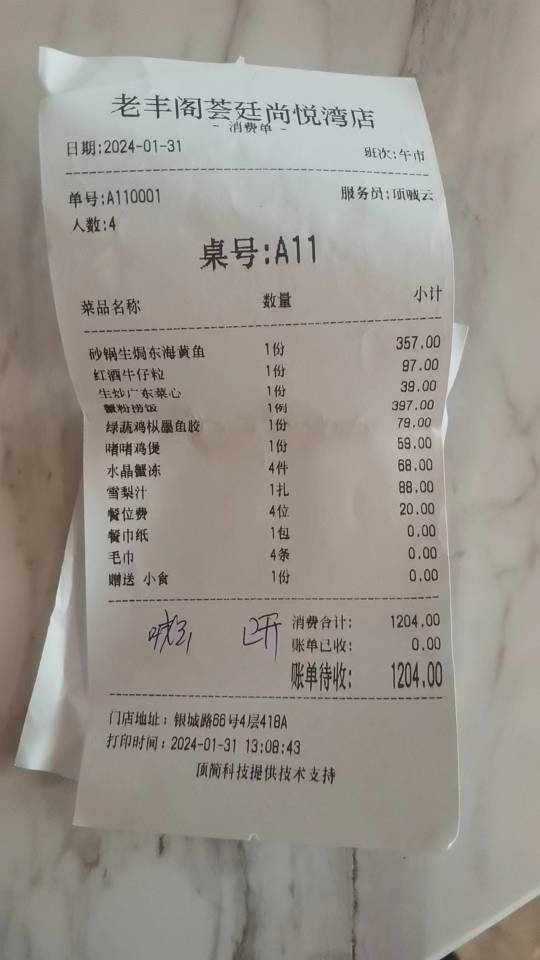 老丰阁荟廷尚悦湾店
- 消费单 -
日期:2024-01-31 班次:午市
单号:A110001 服务员:顶喊云
人数:4
桌号:A11
菜品名称 数量 小计
砂锅生焗东海黄鱼 1份 357.00
红酒牛仔粒 1份 97.00
生炒广东菜心 1份 39.00
蟹粉捞饭 1例 397.00
绿蔬鸡枞墨鱼胶 1份 79.00
啫啫鸡煲 1份 59.00
水晶蟹冻 4件 68.00
雪梨汁 1扎 88.00
餐位费 4位 20.00
餐巾纸 1包 0.00
毛巾 4条 0.00
赠送 小食 1份 0.00
消费合计: 1204.00
已开 账单已收: 0.00
账单待收: 1204.00
门店地址: 银城路66号4层418A
打印时间: 2024-01-31 13:08:43
顶简科技提供技术支持